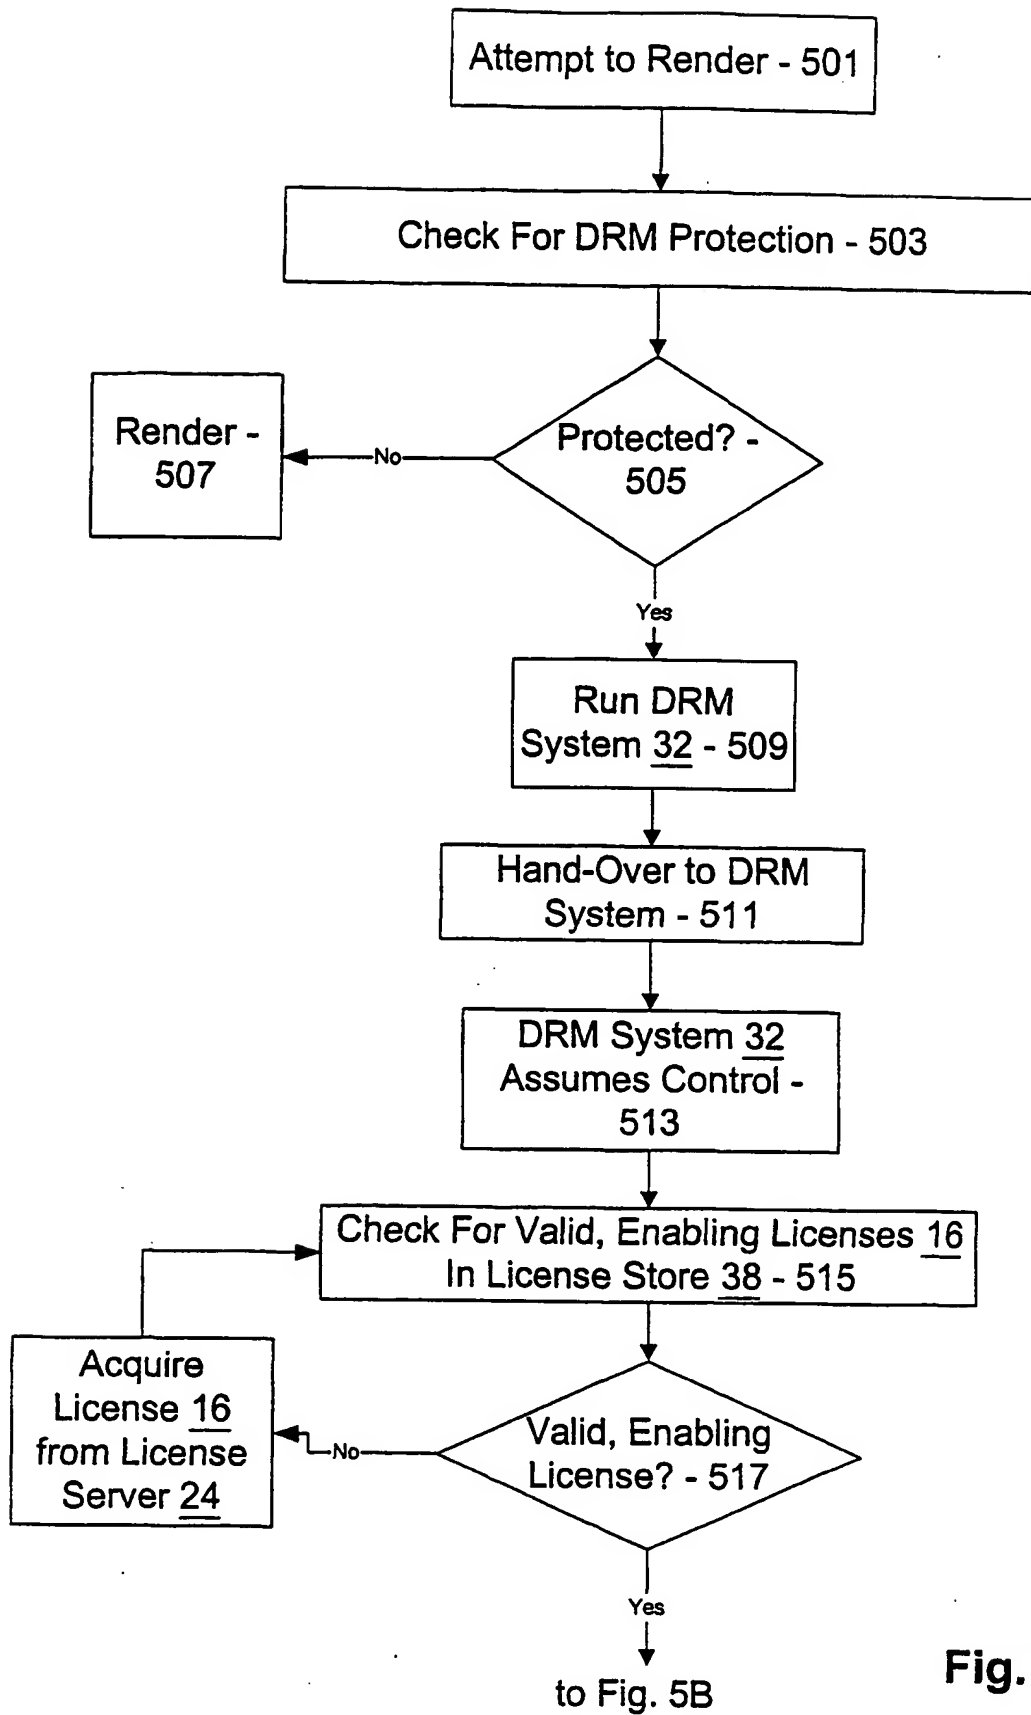 Attempt to Render - 501
Check For DRM Protection - 503
Protected? -
505
No
Render -
507
Yes
Run DRM
System 32 - 509
Hand-Over to DRM
System - 511
DRM System 32
Assumes Control -
513
Check For Valid, Enabling Licenses 16
In License Store 38 - 515
Valid, Enabling
License? - 517
No
Acquire
License 16
from License
Server 24
Yes
to Fig. 5B
Fig.